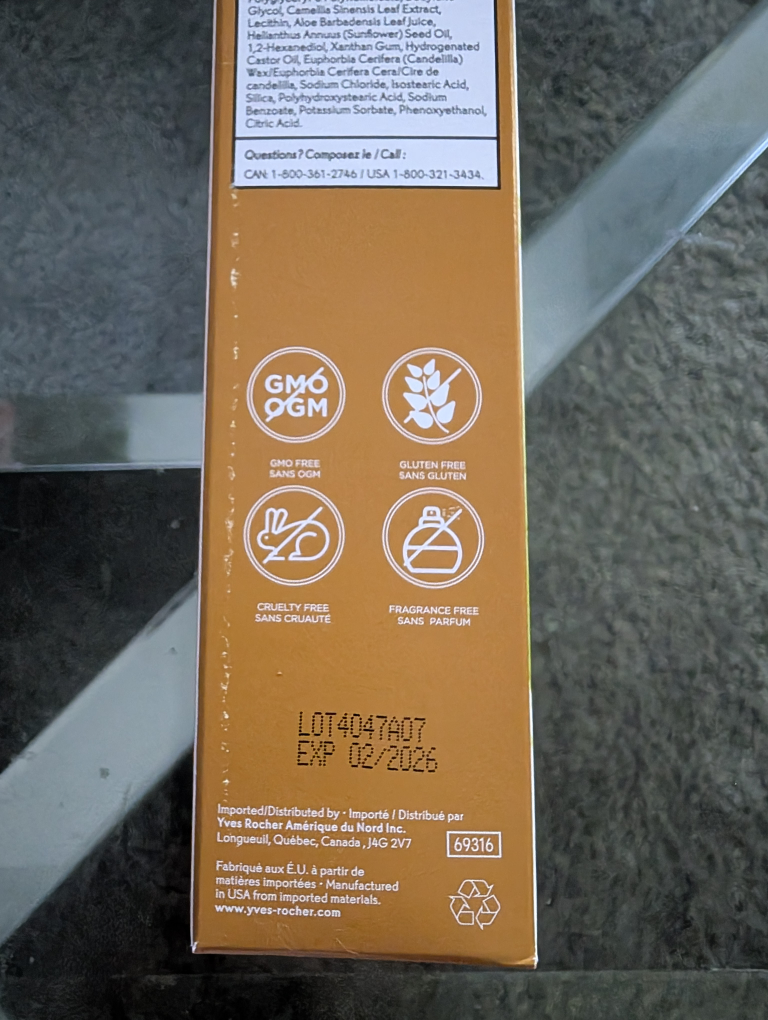 Glycol, Camellia Sinensis Leaf Extract,
Lecithin, Aloe Barbadensis Leaf Juice,
Helianthus Annuus (Sunflower) Seed Oil,
1,2-Hexanediol, Xanthan Gum, Hydrogenated
Castor Oil, Euphorbia Cerifera (Candelilla)
Wax/Euphorbia Cerifera Cera/Cire de
candelilla, Sodium Chloride, Isostearic Acid,
Silica, Polyhydroxystearic Acid, Sodium
Benzoate, Potassium Sorbate, Phenoxyethanol,
Citric Acid.
Questions? Composez le / Call :
CAN: 1-800-361-2746 / USA 1-800-321-3434.
GMO
OGM
GMO FREE
SANS OGM
GLUTEN FREE
SANS GLUTEN
CRUELTY FREE
SANS CRUAUTÉ
FRAGRANCE FREE
SANS PARFUM
LOT4047A07
EXP 02/2026
Imported/Distributed by · Importé / Distribué par
Yves Rocher Amérique du Nord Inc.
Longueuil, Québec, Canada , J4G 2V7
69316
Fabriqué aux É.U. à partir de
matières importées · Manufactured
in USA from imported materials.
www.yves-rocher.com